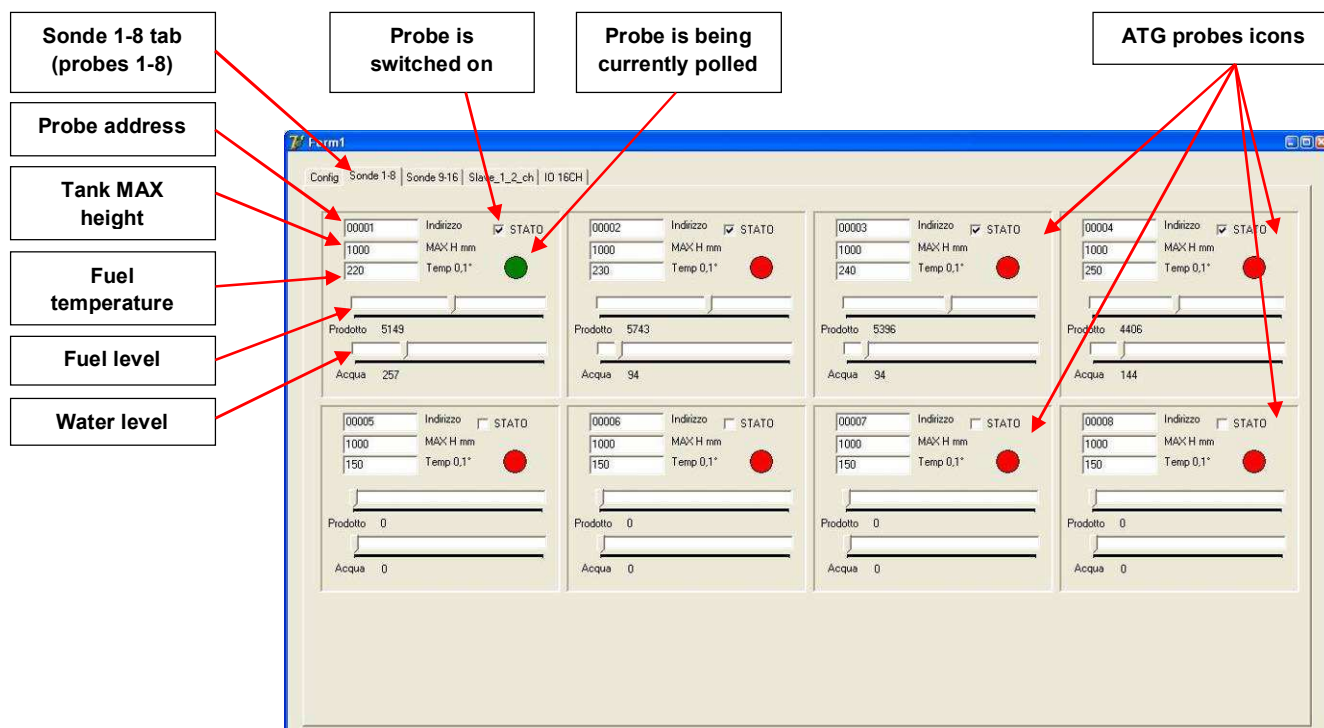 Sonde 1-8 tab
(probes 1-8)
Probe is
switched on
Probe is being
currently polled
ATG probes icons
Probe address
Tank MAX
height
Fuel
temperature
Fuel level
Water level
Form1
Config Sonde 1-8 Sonde 9-16 Slave_1_2_ch IO 16CH
00001 Indirizzo STATO
1000 MAX H mm
220 Temp 0,1°
Prodotto 5149
Acqua 257
00002 Indirizzo STATO
1000 MAX H mm
230 Temp 0,1°
Prodotto 5743
Acqua 94
00003 Indirizzo STATO
1000 MAX H mm
240 Temp 0,1°
Prodotto 5396
Acqua 94
00004 Indirizzo STATO
1000 MAX H mm
250 Temp 0,1°
Prodotto 4406
Acqua 144
00005 Indirizzo STATO
1000 MAX H mm
150 Temp 0,1°
Prodotto 0
Acqua 0
00006 Indirizzo STATO
1000 MAX H mm
150 Temp 0,1°
Prodotto 0
Acqua 0
00007 Indirizzo STATO
1000 MAX H mm
150 Temp 0,1°
Prodotto 0
Acqua 0
00008 Indirizzo STATO
1000 MAX H mm
150 Temp 0,1°
Prodotto 0
Acqua 0